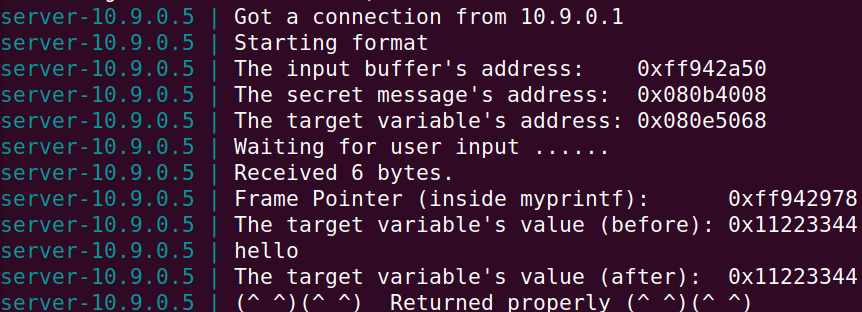 server-10.9.0.5 | Got a connection from 10.9.0.1
server-10.9.0.5 | Starting format
server-10.9.0.5 | The input buffer's address:    0xff942a50
server-10.9.0.5 | The secret message's address:  0x080b4008
server-10.9.0.5 | The target variable's address: 0x080e5068
server-10.9.0.5 | Waiting for user input ......
server-10.9.0.5 | Received 6 bytes.
server-10.9.0.5 | Frame Pointer (inside myprintf):      0xff942978
server-10.9.0.5 | The target variable's value (before): 0x11223344
server-10.9.0.5 | hello
server-10.9.0.5 | The target variable's value (after):  0x11223344
server-10.9.0.5 | (^_^)(^_^)  Returned properly (^_^)(^_^)